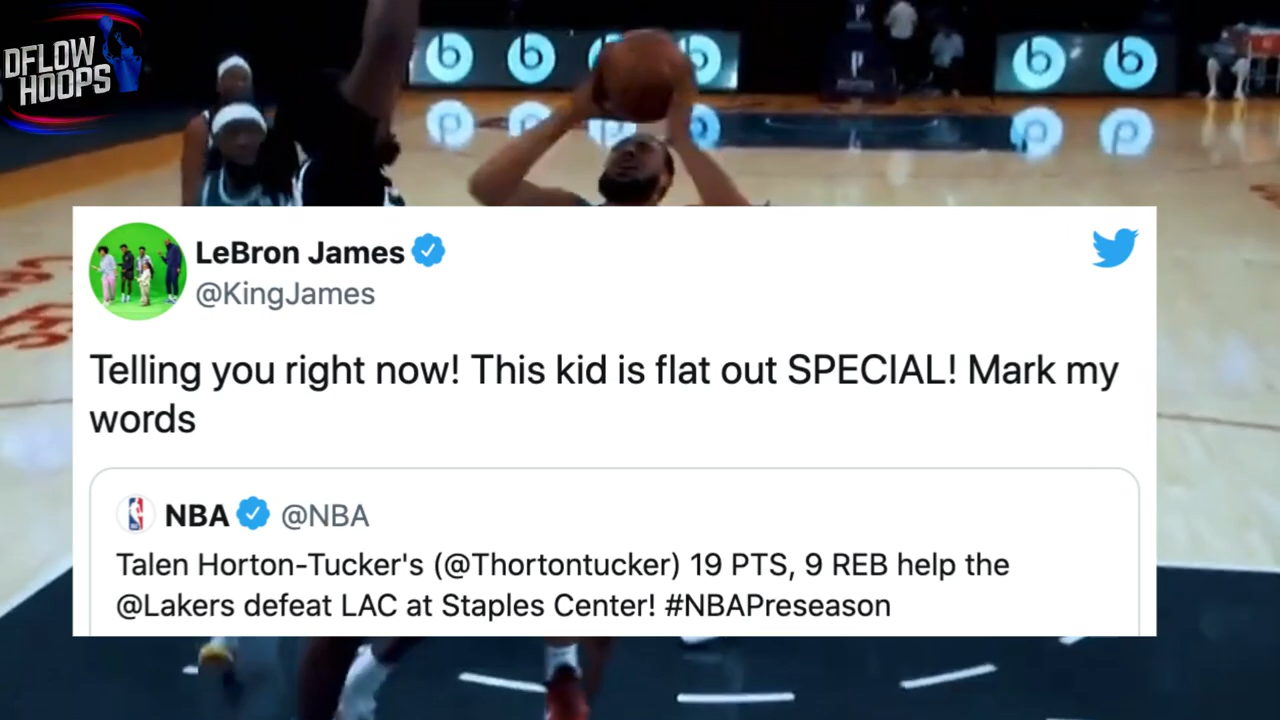 DFLOW
HOOPS
LeBron James
@KingJames
Telling you right now! This kid is flat out SPECIAL! Mark my
words
NBA @NBA
Talen Horton-Tucker's (@Thortontucker) 19 PTS, 9 REB help the
@Lakers defeat LAC at Staples Center! #NBAPreseason